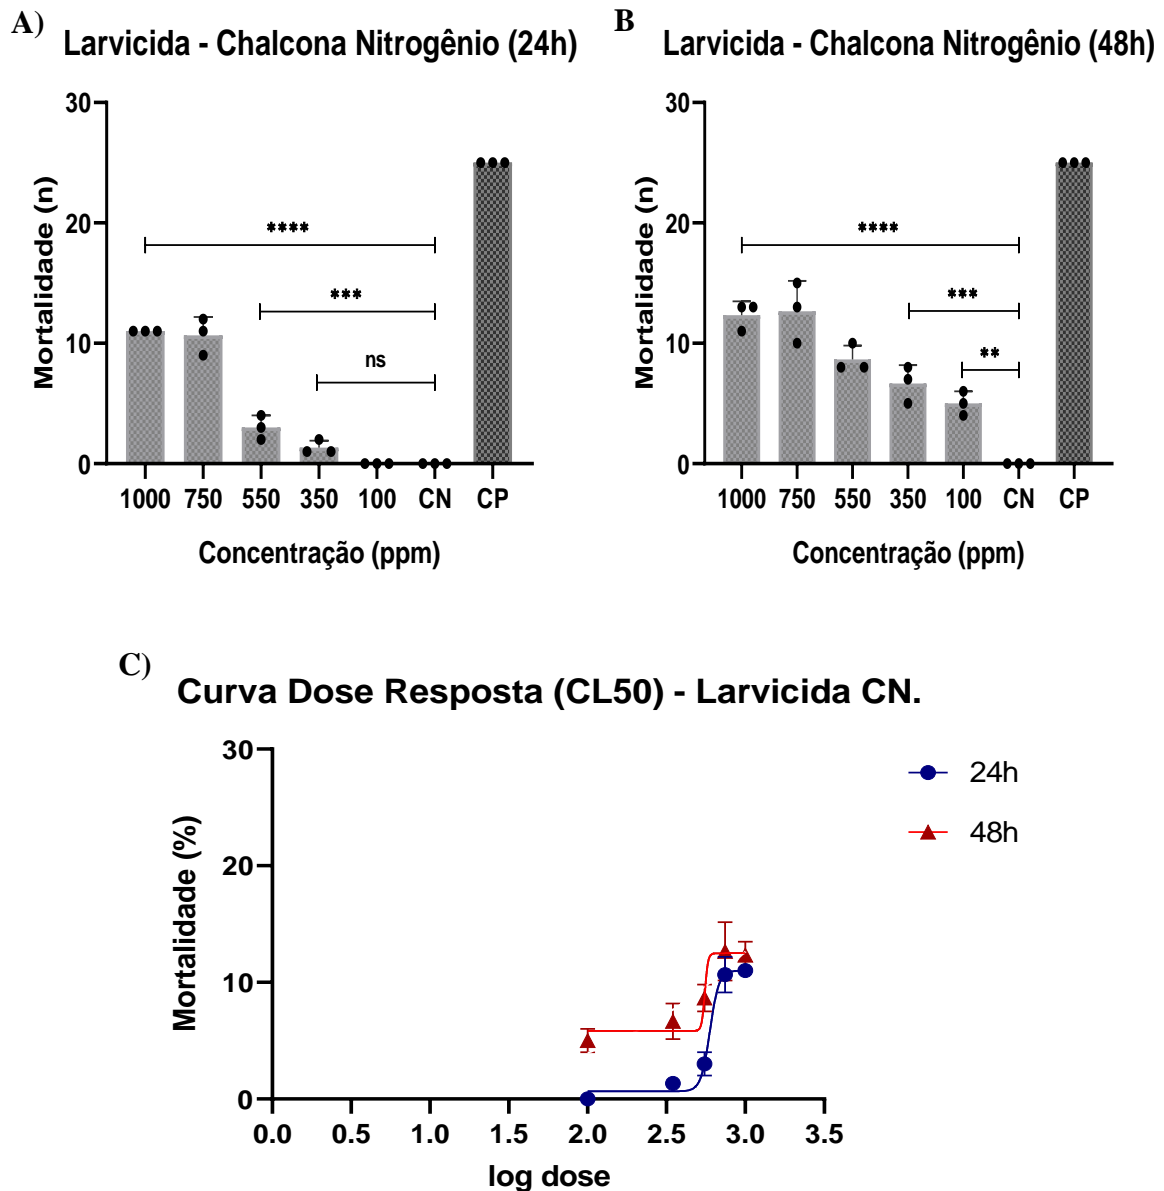 A)
Larvicida - Chalcona Nitrogênio (24h)
Mortalidade (n)
30
20
10
0
****
***
ns
1000 750 550 350 100 CN CP
Concentração (ppm)
B
Larvicida - Chalcona Nitrogênio (48h)
Mortalidade (n)
30
20
10
0
****
***
**
1000 750 550 350 100 CN CP
Concentração (ppm)
C)
Curva Dose Resposta (CL50) - Larvicida CN.
Mortalidade (%)
30
20
10
0
0.0 0.5 1.0 1.5 2.0 2.5 3.0 3.5
log dose
24h
48h